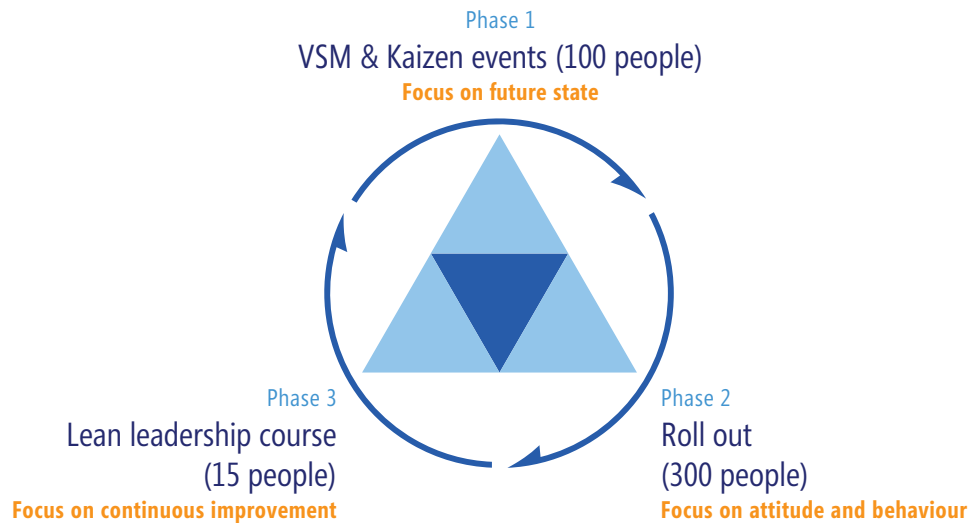 Phase 1
VSM & Kaizen events (100 people)
Focus on future state
Phase 3
Lean leadership course
(15 people)
Focus on continuous improvement
Phase 2
Roll out
(300 people)
Focus on attitude and behaviour